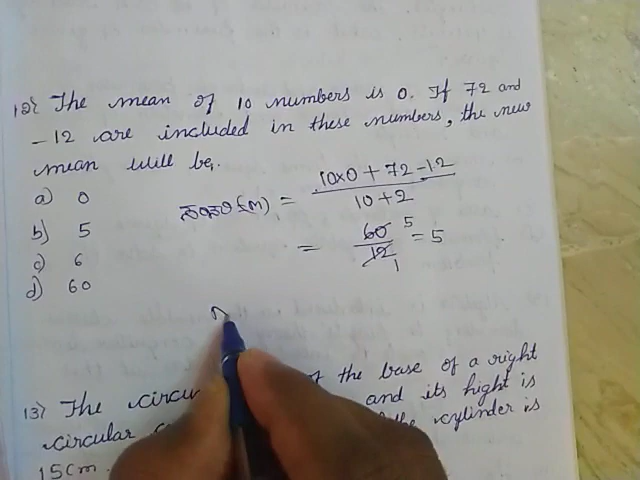 12} The mean of 10 numbers is 0. If 72 and
-12 are included in these numbers, the new
mean will be.
a) 0
b) 5
c) 6
d) 60
= 10×0 + 72 - 12 / 10 + 2
= 60 5 / 12 1 = 5
13} The of the base of a right
circular and its hight is
15cm. cylinder is